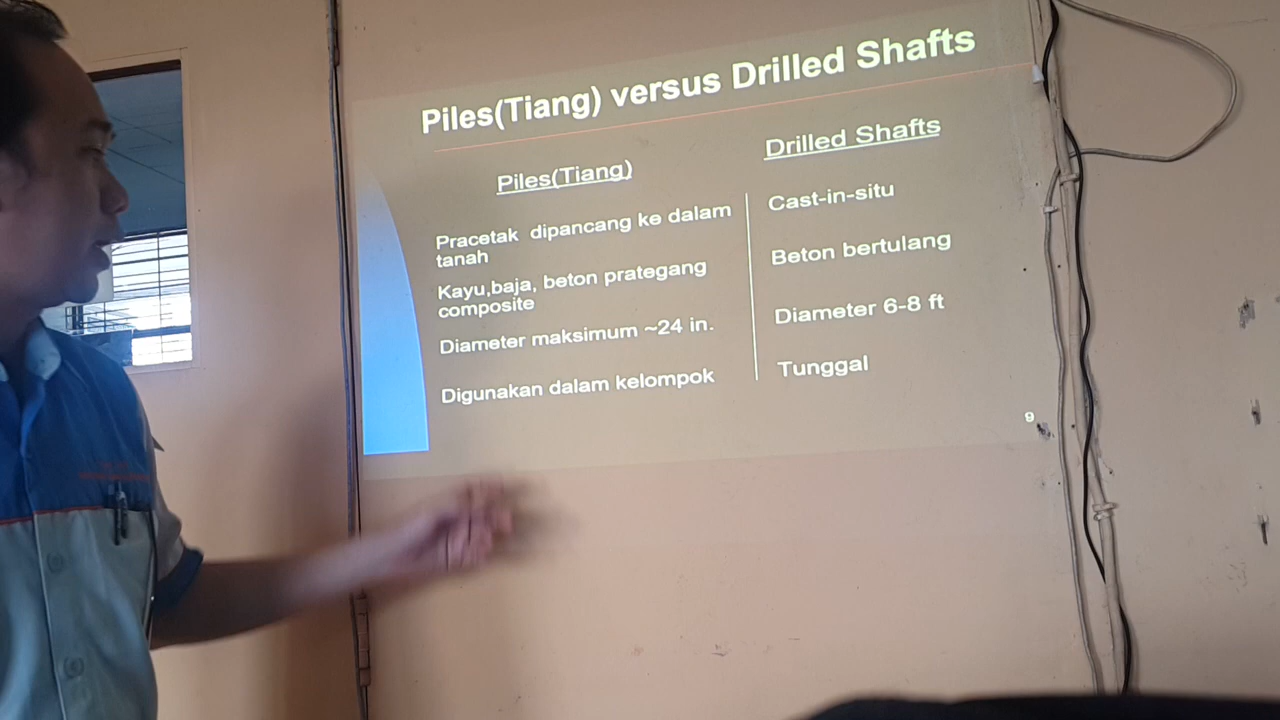 Piles(Tiang) versus Drilled Shafts
Piles(Tiang)
Pracetak dipancang ke dalam
tanah
Kayu,baja, beton prategang
composite
Diameter maksimum ~24 in.
Digunakan dalam kelompok
Drilled Shafts
Cast-in-situ
Beton bertulang
Diameter 6-8 ft
Tunggal
9